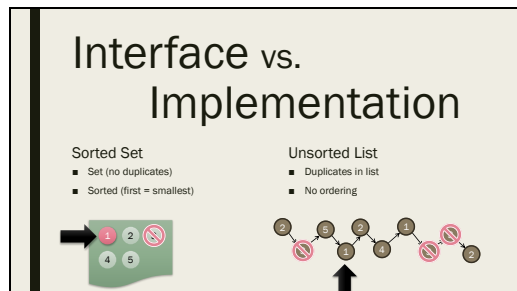 Interface vs.
Implementation
Sorted Set
■ Set (no duplicates)
■ Sorted (first = smallest)
Unsorted List
■ Duplicates in list
■ No ordering
1 2
4 5
2 5 1 2 4 1 2